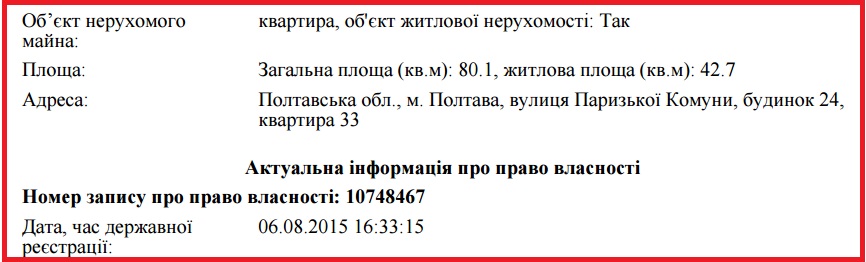 Об’єкт нерухомого квартира, об'єкт житлової нерухомості: Так
майна:
Площа: Загальна площа (кв.м): 80.1, житлова площа (кв.м): 42.7
Адреса: Полтавська обл., м. Полтава, вулиця Паризької Комуни, будинок 24,
квартира 33
Актуальна інформація про право власності
Номер запису про право власності: 10748467
Дата, час державної 06.08.2015 16:33:15
реєстрації: